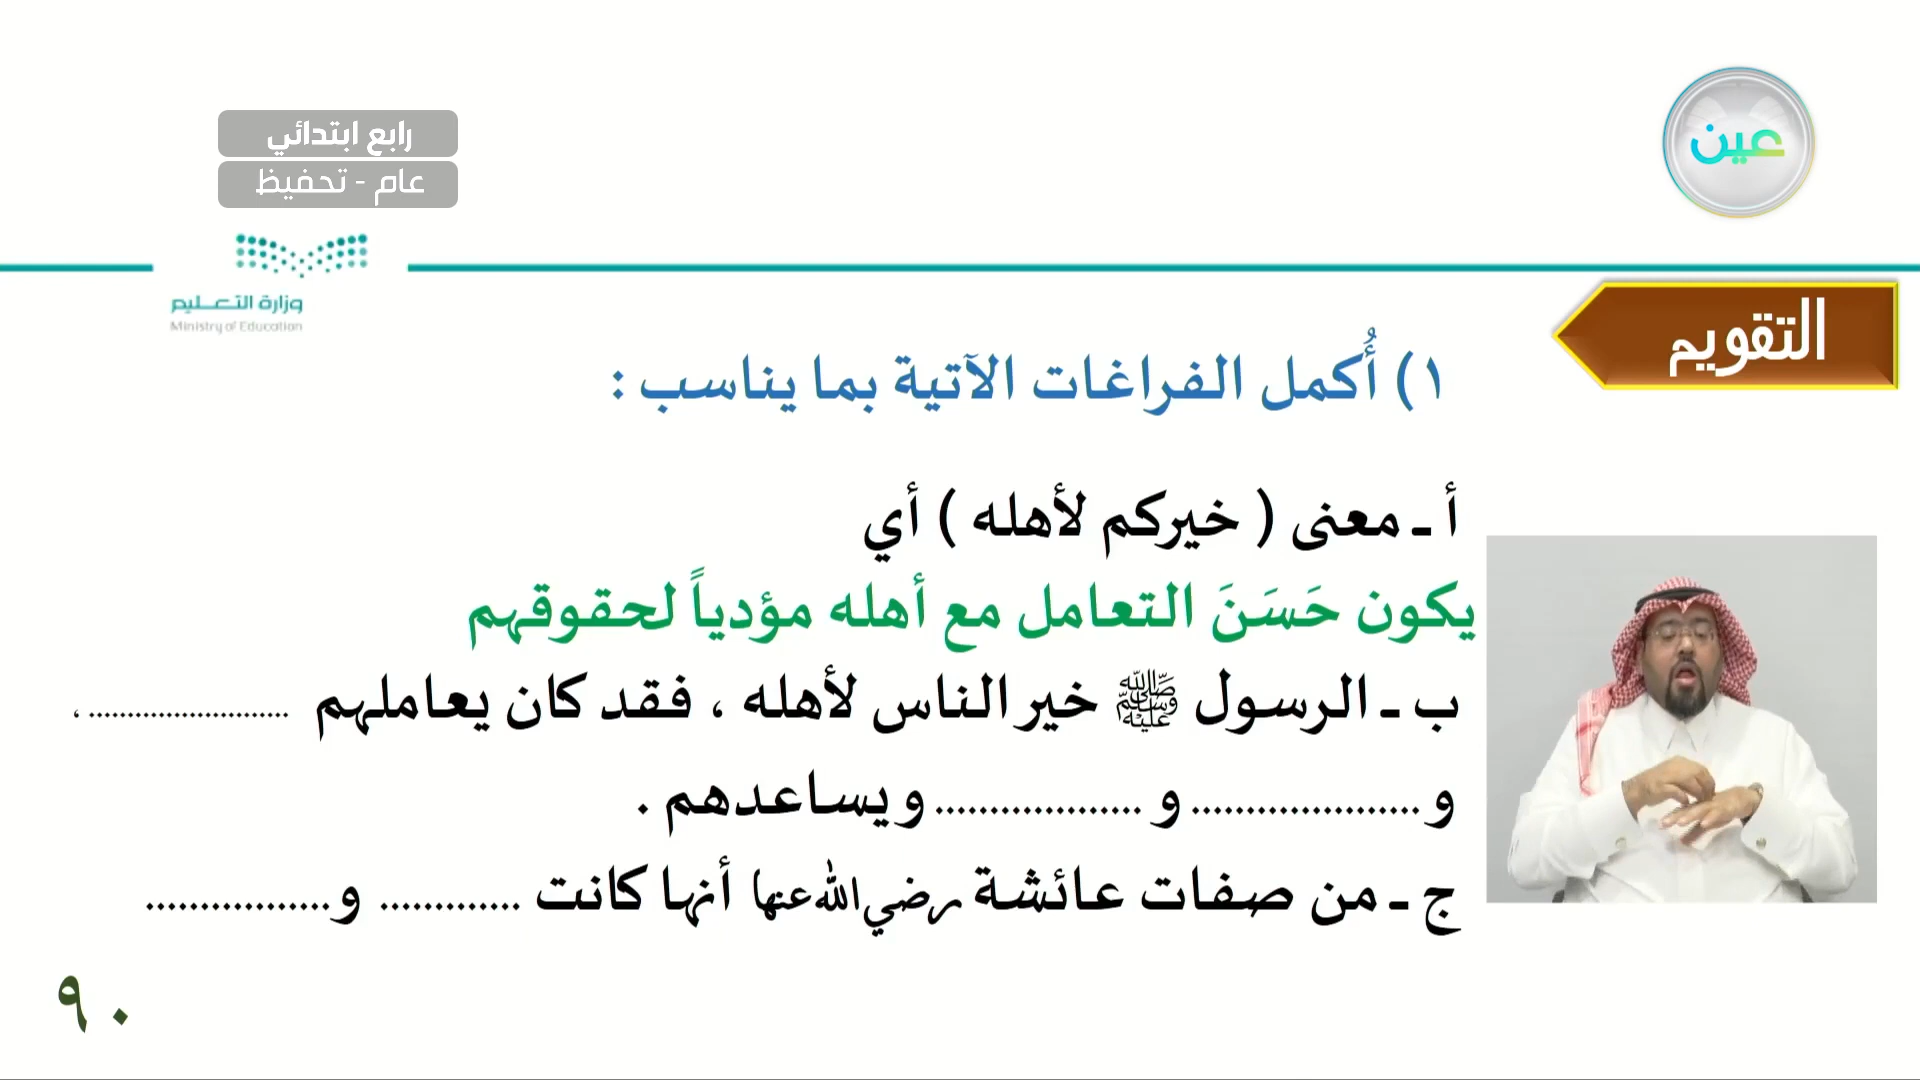 عين
رابع ابتدائي
عام - تحفيظ
وزارة التعليم
Ministry of Education
التقويم
١) أُكمل الفراغات الآتية بما يناسب :
أ ـ معنى ( خيركم لأهله ) أي
يكون حَسَنَ التعامل مع أهله مؤدياً لحقوقهم
ب ـ الرسول ﷺ خير الناس لأهله ، فقد كان يعاملهم .......................... ،
و ..................... و ................... و يساعدهم .
ج ـ من صفات عائشة رضي الله عنها أنها كانت ............. و .................
٩٠